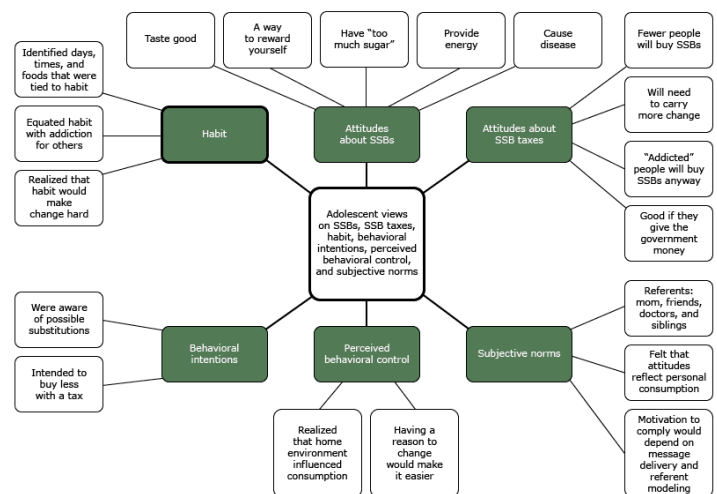 Taste good
A way
to reward
yourself
Have “too
much sugar”
Provide
energy
Cause
disease
Fewer people
will buy SSBs
Identified days,
times, and
foods that were
tied to habit
Will need
to carry
more change
Equated habit
with addiction
for others
Habit
Attitudes
about SSBs
Attitudes about
SSB taxes
“Addicted”
people will buy
SSBs anyway
Realized that
habit would
make
change hard
Good if they
give the
government
money
Adolescent views
on SSBs, SSB taxes,
habit, behavioral
intentions, perceived
behavioral control,
and subjective norms
Were aware
of possible
substitutions
Referents:
mom, friends,
doctors, and
siblings
Behavioral
intentions
Perceived
behavioral control
Subjective norms
Intended to
buy less
with a tax
Felt that
attitudes
reflect personal
consumption
Realized
that home
environment
influenced
consumption
Having a
reason to
change
would make
it easier
Motivation to
comply would
depend on
message
delivery and
referent
modeling